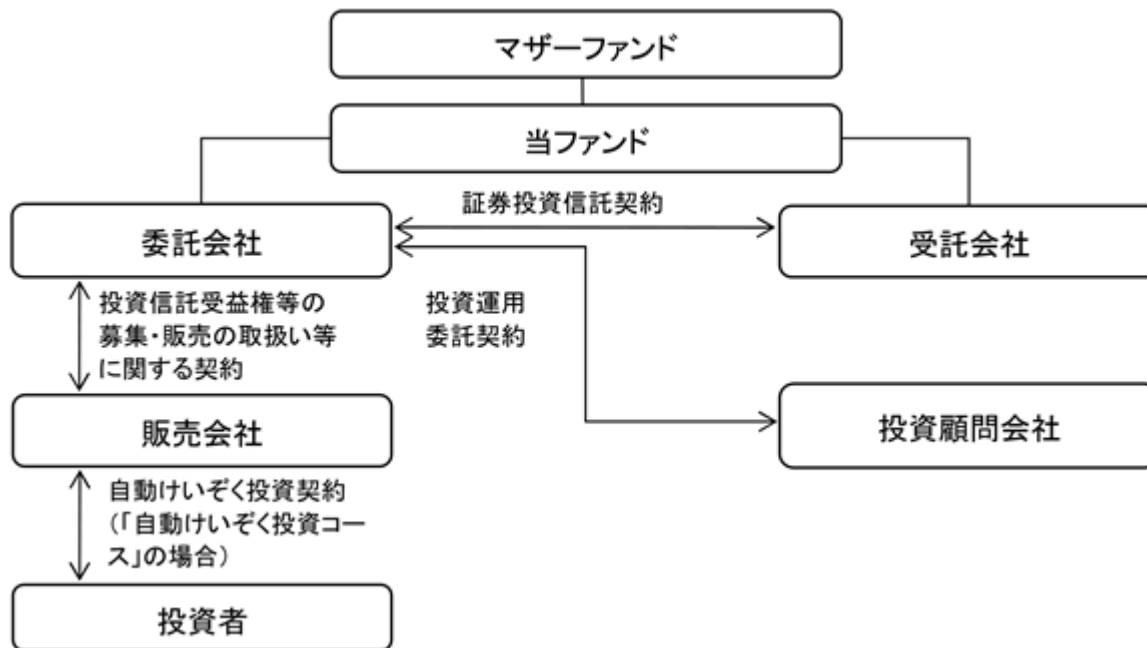 マザーファンド
当ファンド
証券投資信託契約
委託会社
受託会社
投資信託受益権等の
募集・販売の取扱い等
に関する契約
投資運用
委託契約
販売会社
投資顧問会社
自動けいぞく投資契約
(「自動けいぞく投資コー
ス」の場合)
投資者